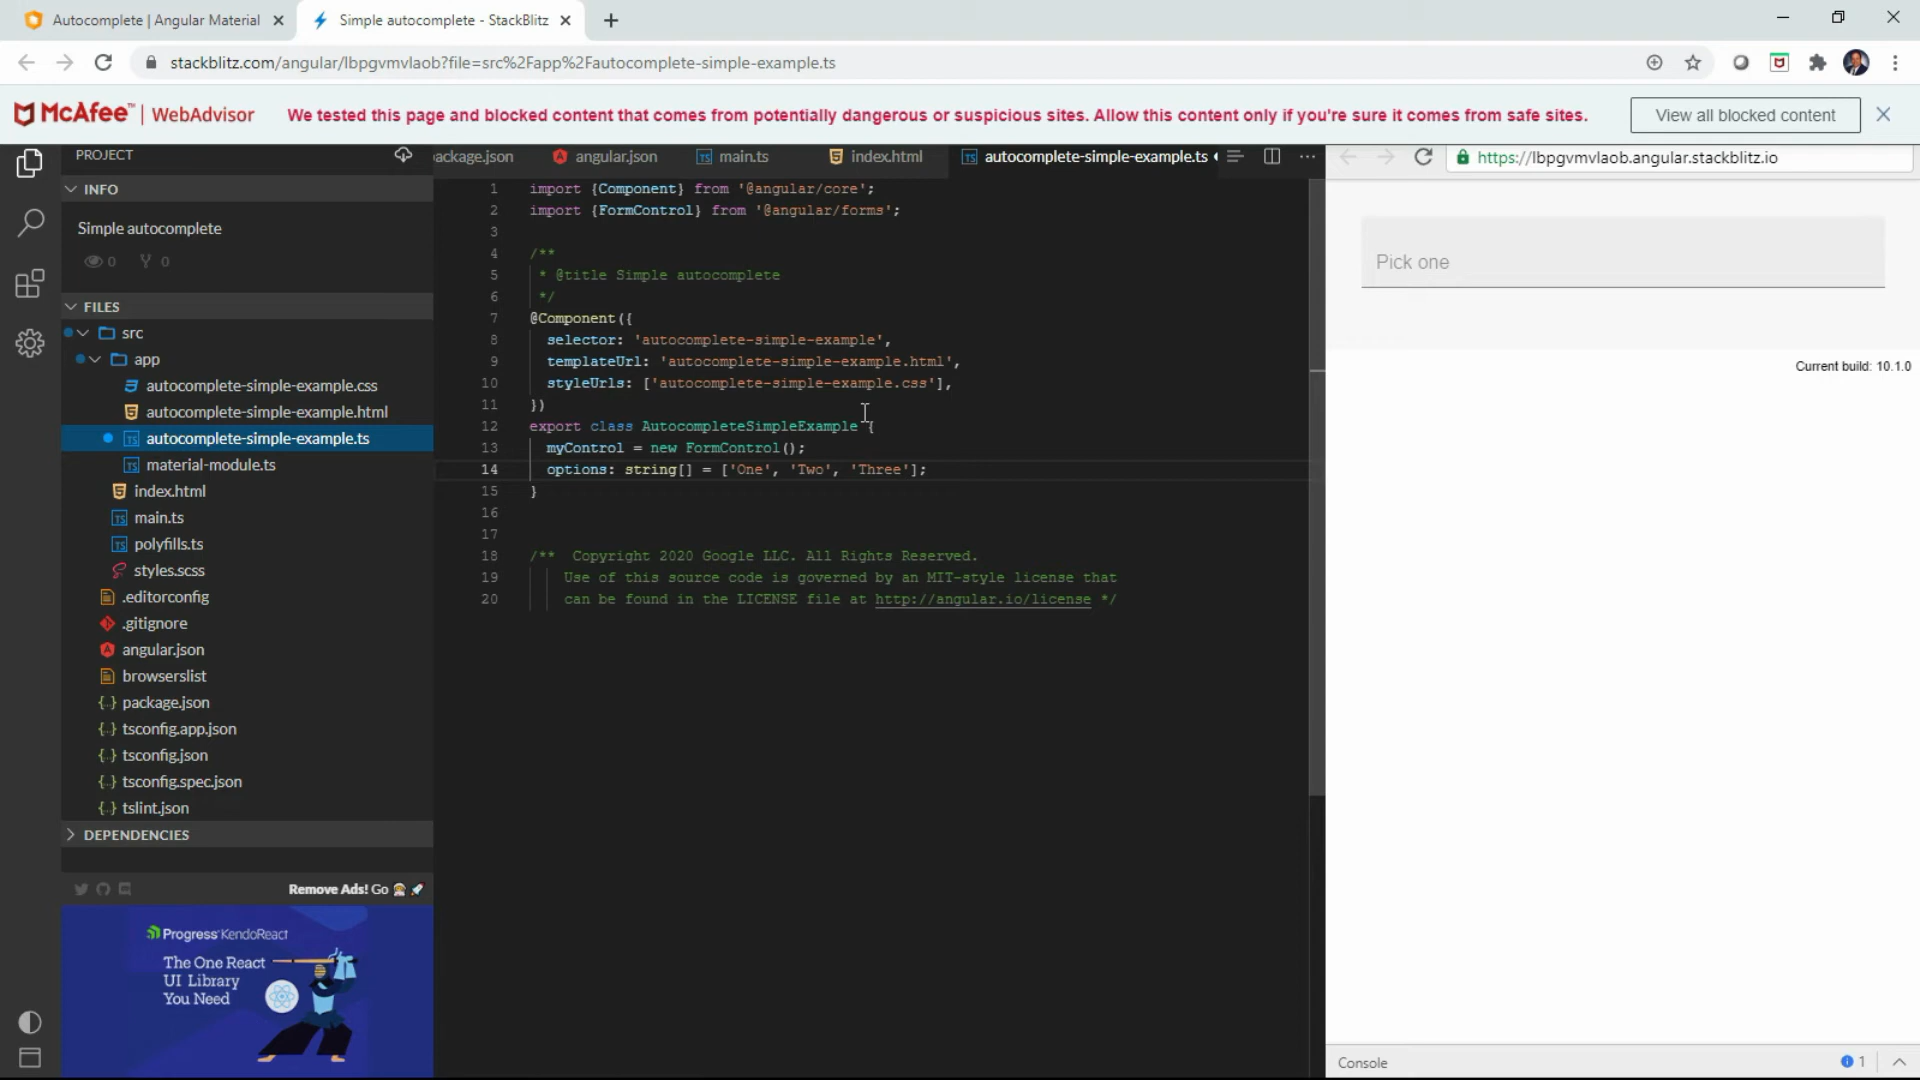 Autocomplete | Angular Material
Simple autocomplete - StackBlitz
stackblitz.com/angular/lbpgvmvlaob?file=src%2Fapp%2Fautocomplete-simple-example.ts
McAfee™ | WebAdvisor
We tested this page and blocked content that comes from potentially dangerous or suspicious sites. Allow this content only if you're sure it comes from safe sites.
View all blocked content
PROJECT
INFO
Simple autocomplete
0 0
FILES
src
app
autocomplete-simple-example.css
autocomplete-simple-example.html
autocomplete-simple-example.ts
material-module.ts
index.html
main.ts
polyfills.ts
styles.scss
.editorconfig
.gitignore
angular.json
browserslist
package.json
tsconfig.app.json
tsconfig.json
tsconfig.spec.json
tslint.json
DEPENDENCIES
Remove Ads! Go
Progress KendoReact
The One React
UI Library
You Need
ackage.json angular.json main.ts index.html autocomplete-simple-example.ts
1 import {Component} from '@angular/core';
2 import {FormControl} from '@angular/forms';
3
4 /**
5 * @title Simple autocomplete
6 */
7 @Component({
8 selector: 'autocomplete-simple-example',
9 templateUrl: 'autocomplete-simple-example.html',
10 styleUrls: ['autocomplete-simple-example.css'],
11 })
12 export class AutocompleteSimpleExample {
13 myControl = new FormControl();
14 options: string[] = ['One', 'Two', 'Three'];
15 }
16
17
18 /** Copyright 2020 Google LLC. All Rights Reserved.
19 Use of this source code is governed by an MIT-style license that
20 can be found in the LICENSE file at http://angular.io/license */
https://lbpgvmvlaob.angular.stackblitz.io
Pick one
Current build: 10.1.0
Console
1